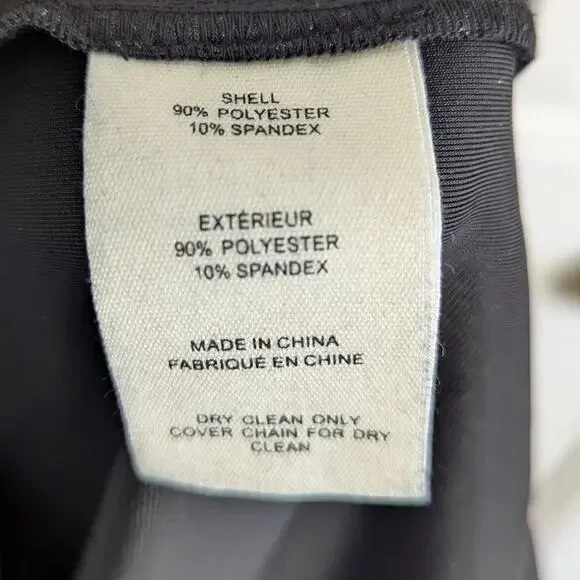 SHELL
90% POLYESTER
10% SPANDEX
EXTÉRIEUR
90% POLYESTER
10% SPANDEX
MADE IN CHINA
FABRIQUÉ EN CHINE
DRY CLEAN ONLY
COVER CHAIN FOR DRY
CLEAN